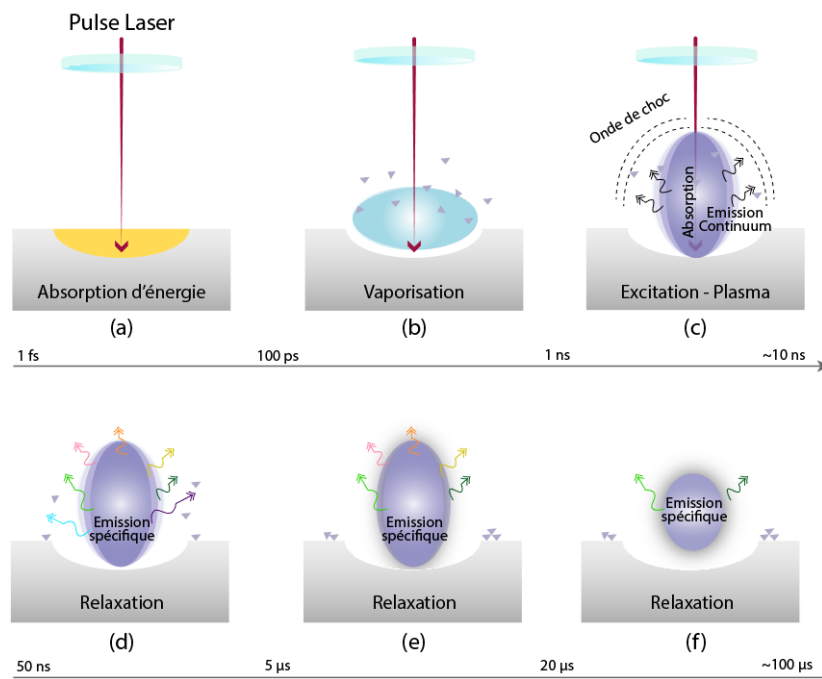 Pulse Laser
Onde de choc
Absorption
Emission
Continuum
Absorption d'énergie
Vaporisation
Excitation - Plasma
(a)
(b)
(c)
1 fs
100 ps
1 ns
~10 ns
Emission
spécifique
Emission
spécifique
Emission
spécifique
Relaxation
Relaxation
Relaxation
(d)
(e)
(f)
50 ns
5 µs
20 µs
~100 µs